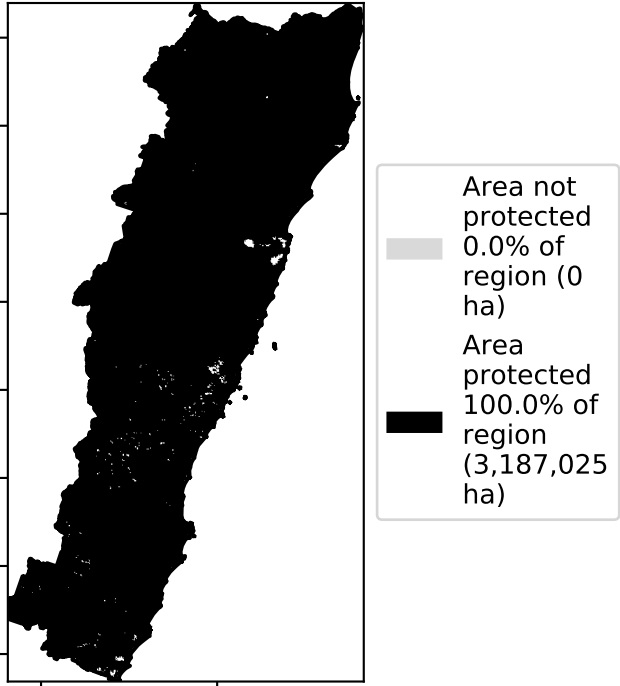 Area not
protected
0.0% of
region (0
ha)
Area
protected
100.0% of
region
(3,187,025
ha)